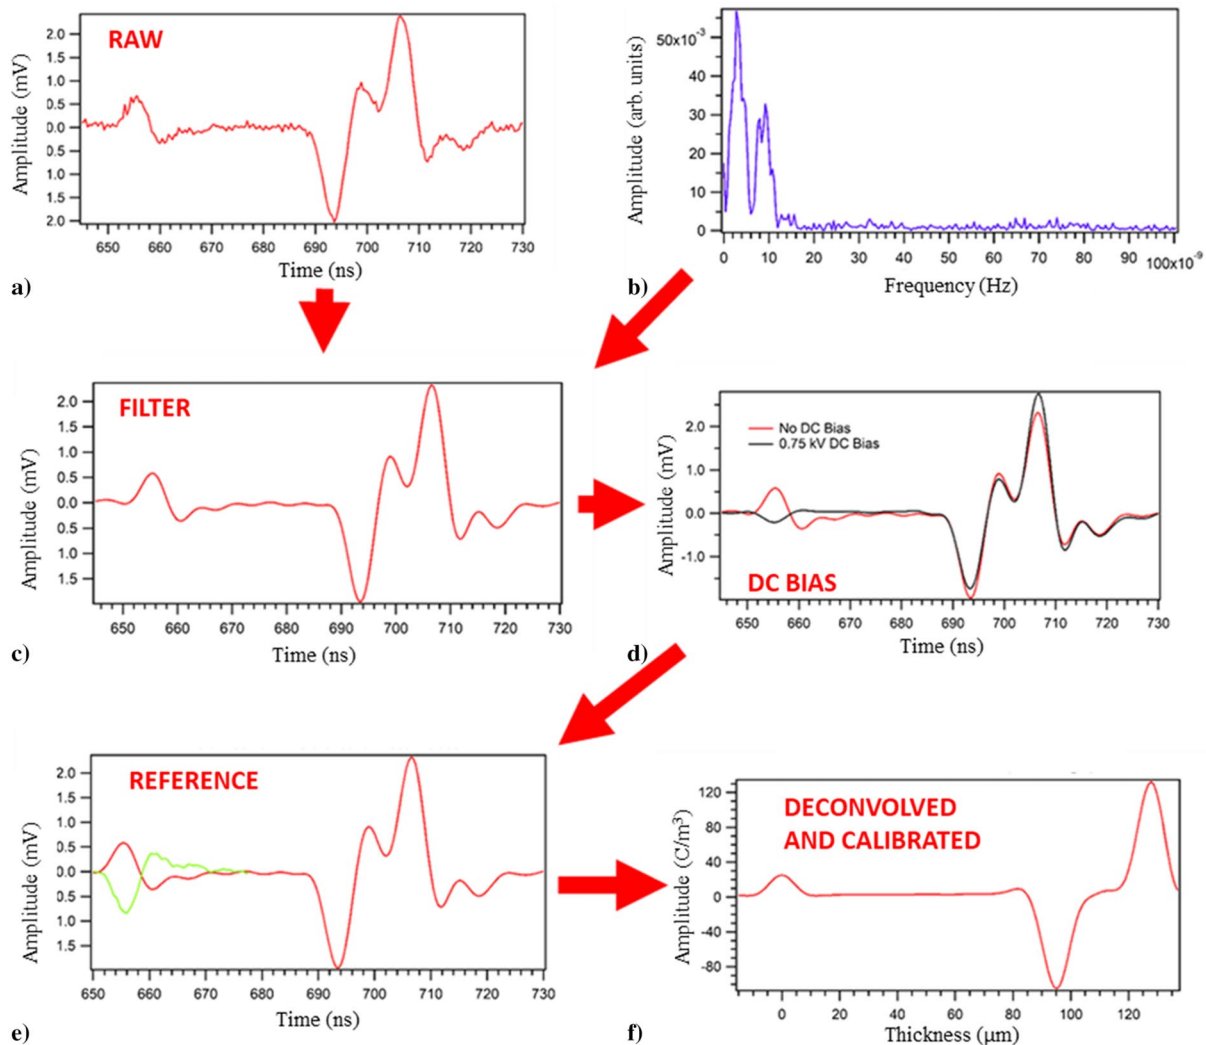 RAW
Amplitude (mV)
2.0
1.5
1.0
0.5
0.0
0.5
1.0
1.5
2.0
650 660 670 680 690 700 710 720 730
Time (ns)
a)
Amplitude (arb. units)
50x10⁻³
40
30
20
10
0
0 10 20 30 40 50 60 70 80 90 100x10⁻⁹
Frequency (Hz)
b)
FILTER
Amplitude (mV)
2.0
1.5
1.0
0.5
0.0
0.5
1.0
1.5
650 660 670 680 690 700 710 720 730
Time (ns)
c)
No DC Bias
0.75 kV DC Bias
Amplitude (mV)
2.0
1.0
0.0
-1.0
DC BIAS
650 660 670 680 690 700 710 720 730
Time (ns)
d)
REFERENCE
Amplitude (mV)
2.0
1.5
1.0
0.5
0.0
0.5
1.0
1.5
650 660 670 680 690 700 710 720 730
Time (ns)
e)
DECONVOLVED
AND CALIBRATED
Amplitude (C/m³)
120
80
40
0
-40
-80
0 20 40 60 80 100 120
Thickness (μm)
f)